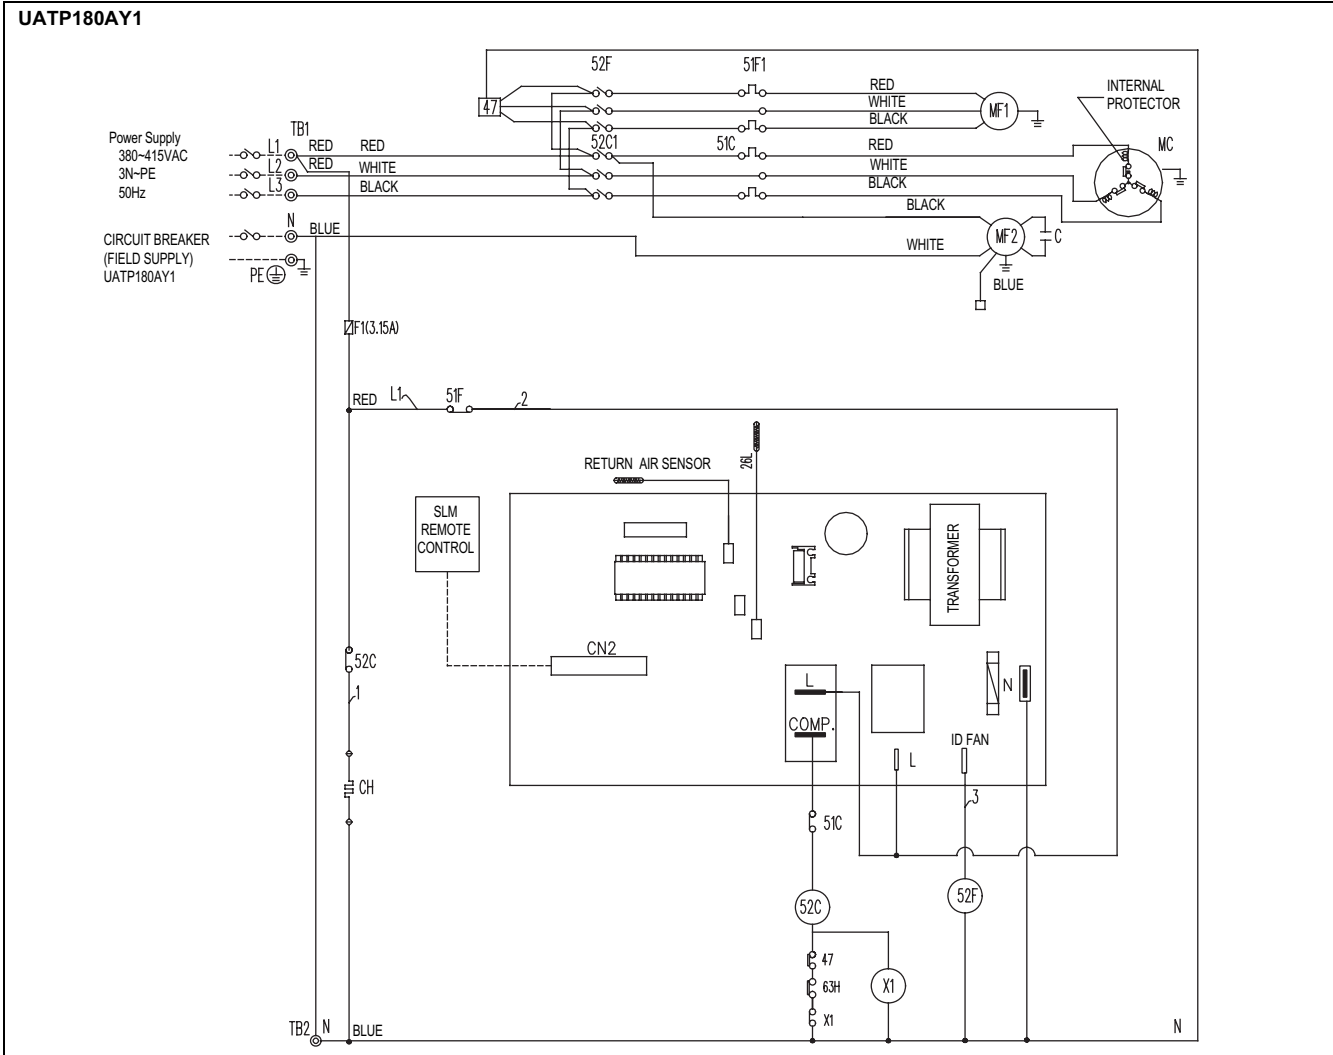 UATP180AY1
52F
51F1
RED
WHITE
BLACK
47
MF1
INTERNAL
PROTECTOR
MC
Power Supply
380~415VAC
3N~PE
50Hz
TB1
L1
L2
L3
RED
RED
RED
WHITE
BLACK
52C1
51C
RED
WHITE
BLACK
N
BLUE
BLACK
WHITE
MF2
C
BLUE
CIRCUIT BREAKER
(FIELD SUPPLY)
UATP180AY1
PE
F1(3.15A)
RED
L1
51F
2
RETURN AIR SENSOR
26L
SLM
REMOTE
CONTROL
TRANSFORMER
CN2
52C
1
CH
L
COMP.
N
ID FAN
L
3
51C
52C
52F
47
63H
X1
X1
TB2
N
BLUE
N